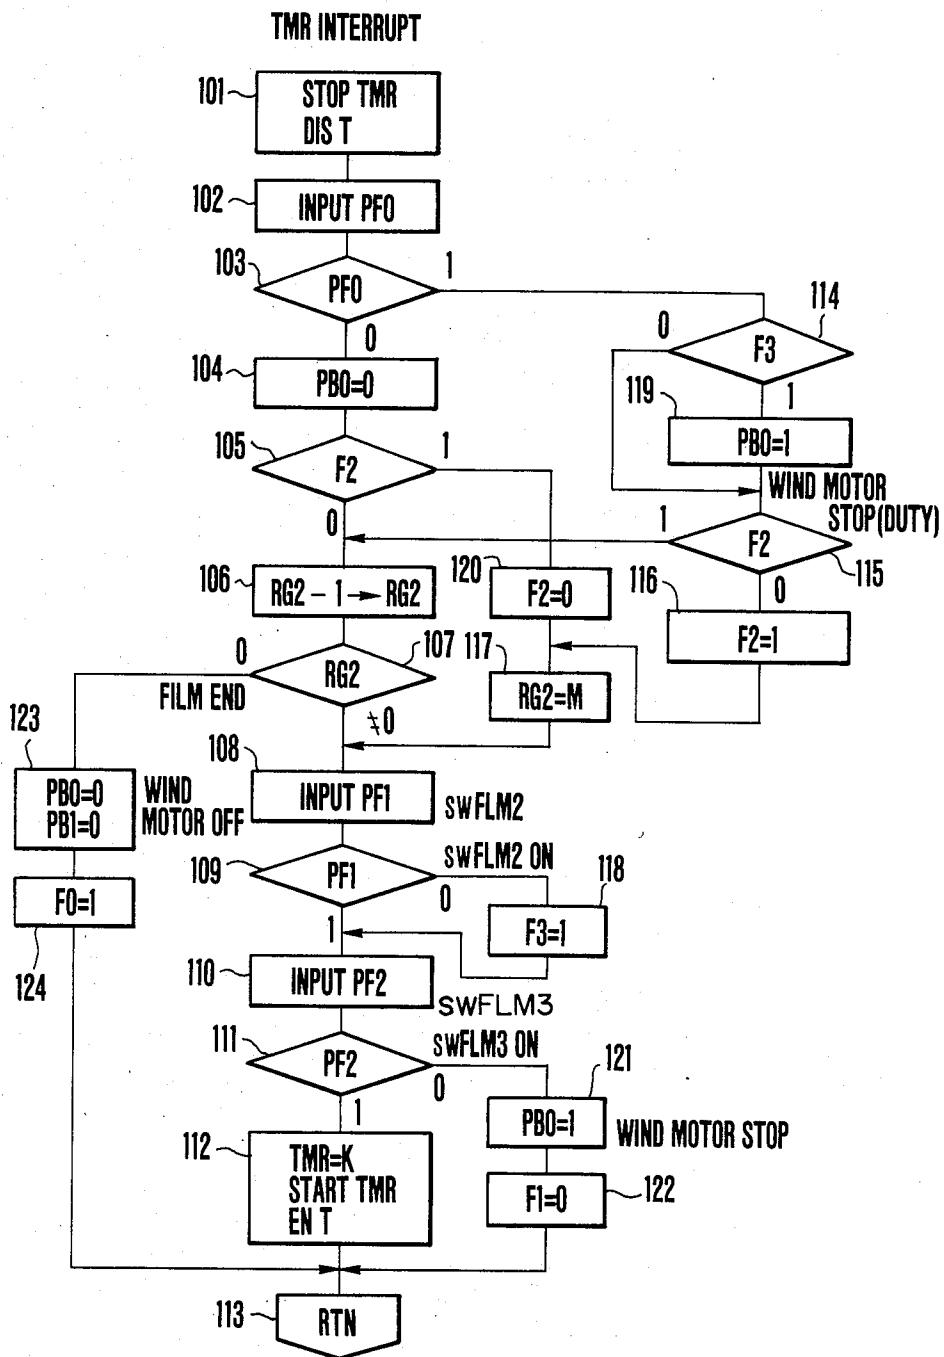 TMR INTERRUPT
101
STOP TMR
DIS T
102
INPUT PF0
103
PF0
1
0
114
F3
0
1
104
PB0=0
119
PB0=1
105
F2
1
0
WIND MOTOR
STOP(DUTY)
F2
1
0
115
106
RG2 - 1 → RG2
120
F2=0
116
F2=1
107
RG2
0
≠0
FILM END
117
RG2=M
123
PB0=0
PB1=0
WIND
MOTOR OFF
108
INPUT PF1
SWFLM2
109
PF1
SWFLM2 ON
0
1
118
F3=1
F0=1
124
110
INPUT PF2
SWFLM3
111
PF2
SWFLM3 ON
0
1
121
PB0=1
WIND MOTOR STOP
112
TMR=K
START TMR
EN T
F1=0
122
113
RTN